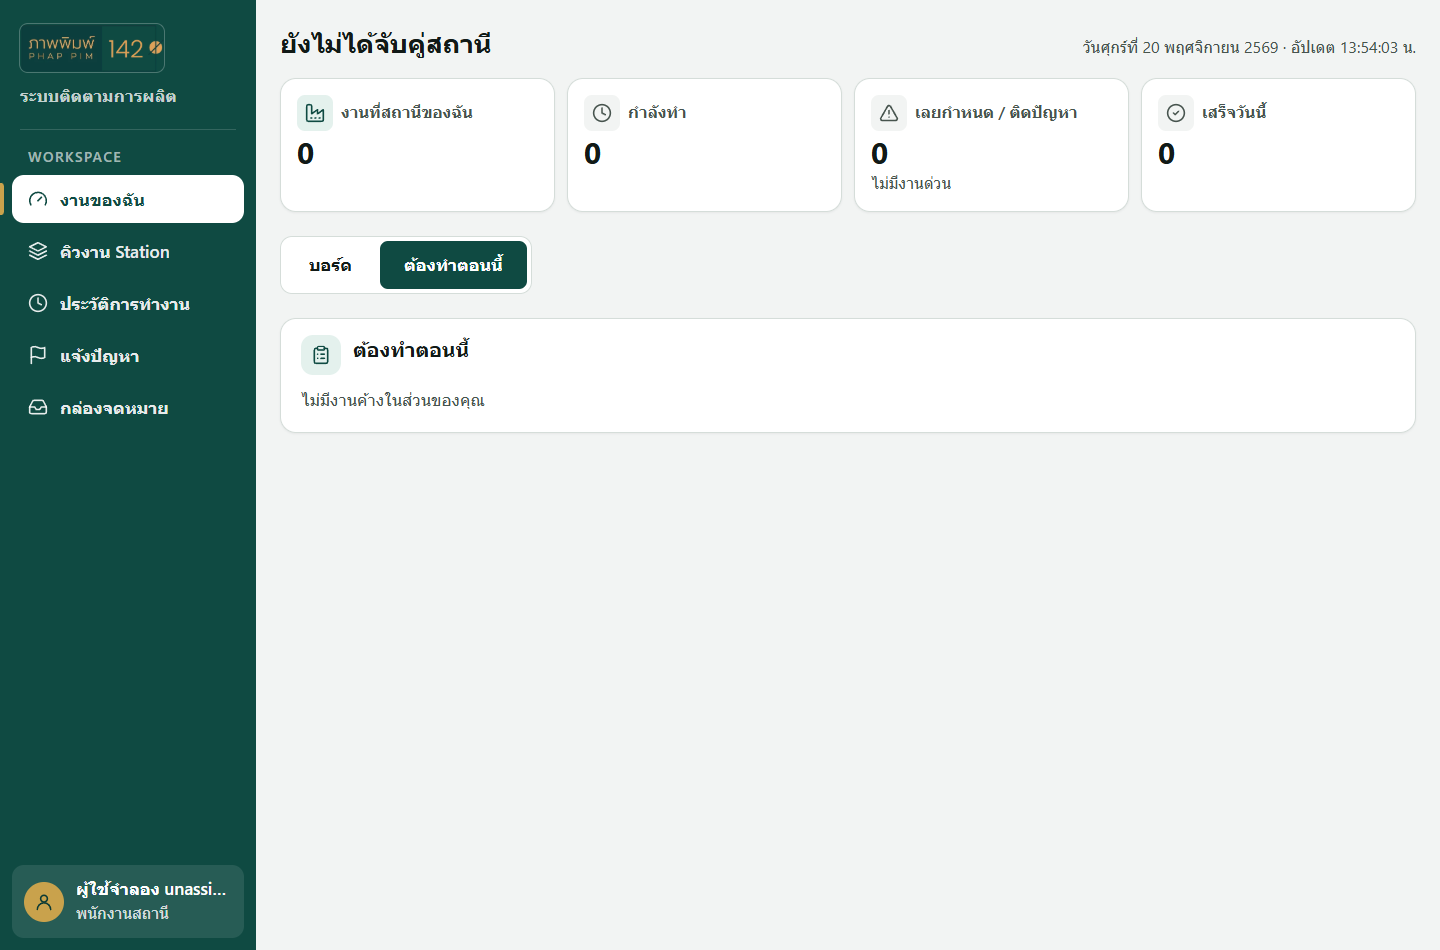 ภาพพิมพ์ 142
PHAP PIM
ระบบติดตามการผลิต
WORKSPACE
งานของฉัน
คิวงาน Station
ประวัติการทำงาน
แจ้งปัญหา
กล่องจดหมาย
ผู้ใช้จำลอง unassi...
พนักงานสถานี
ยังไม่ได้จับคู่สถานี
วันศุกร์ที่ 20 พฤศจิกายน 2569 · อัปเดต 13:54:03 น.
งานที่สถานีของฉัน
0
กำลังทำ
0
เลยกำหนด / ติดปัญหา
0
ไม่มีงานด่วน
เสร็จวันนี้
0
บอร์ด
ต้องทำตอนนี้
ต้องทำตอนนี้
ไม่มีงานค้างในส่วนของคุณ